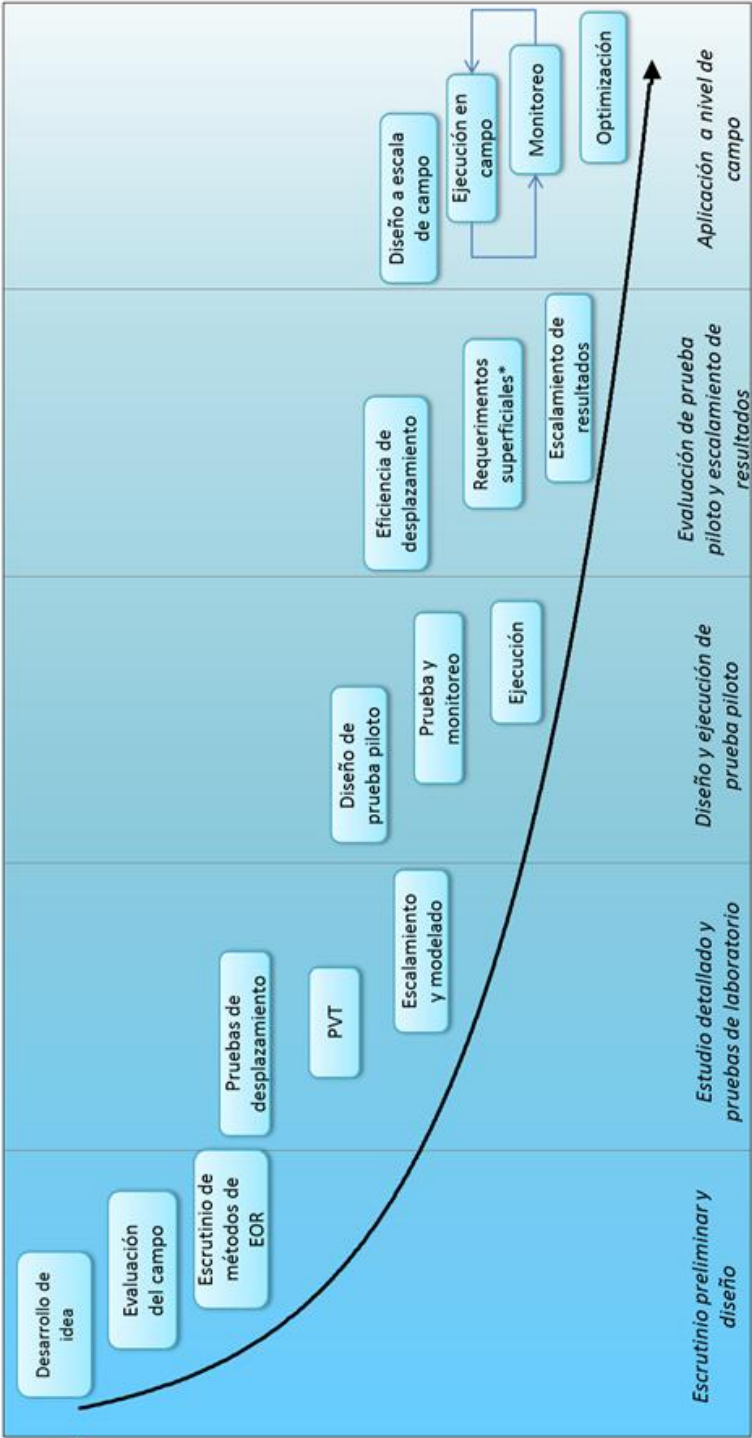 Desarrollo de
idea
Evaluación
del campo
Escrutinio de
métodos de
EOR
Escrutinio preliminar y
diseño
Pruebas de
desplazamiento
PVT
Escalamiento
y modelado
Estudio detallado y
pruebas de laboratorio
Diseño de
prueba piloto
Prueba y
monitoreo
Ejecución
Diseño y ejecución de
prueba piloto
Eficiencia de
desplazamiento
Requerimentos
superficiales*
Escalamiento de
resultados
Evaluación de prueba
piloto y escalamiento de
resultados
Diseño a escala
de campo
Ejecución en
campo
Monitoreo
Optimización
Aplicación a nivel de
campo